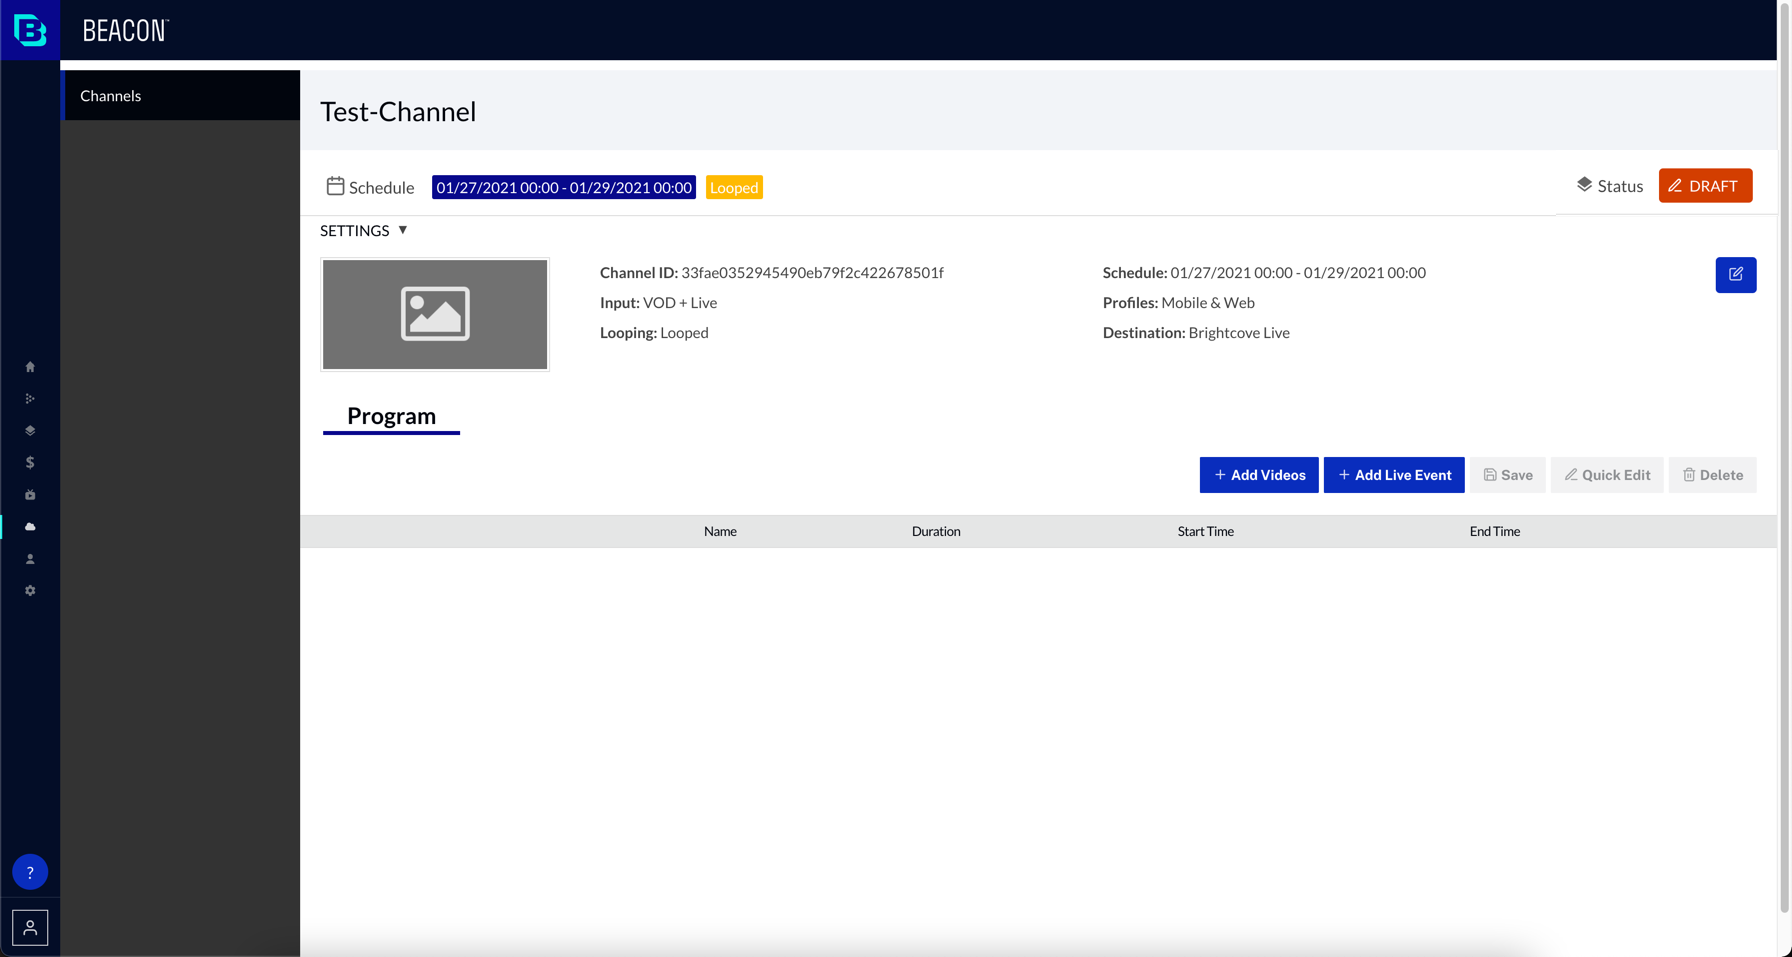 BEACON™
Channels
Test-Channel
Schedule 01/27/2021 00:00 - 01/29/2021 00:00 Looped Status DRAFT
SETTINGS ▼
Channel ID: 33fae0352945490eb79f2c422678501f Schedule: 01/27/2021 00:00 - 01/29/2021 00:00
Input: VOD + Live Profiles: Mobile & Web
Looping: Looped Destination: Brightcove Live
Program
+ Add Videos + Add Live Event Save Quick Edit Delete
Name Duration Start Time End Time
?